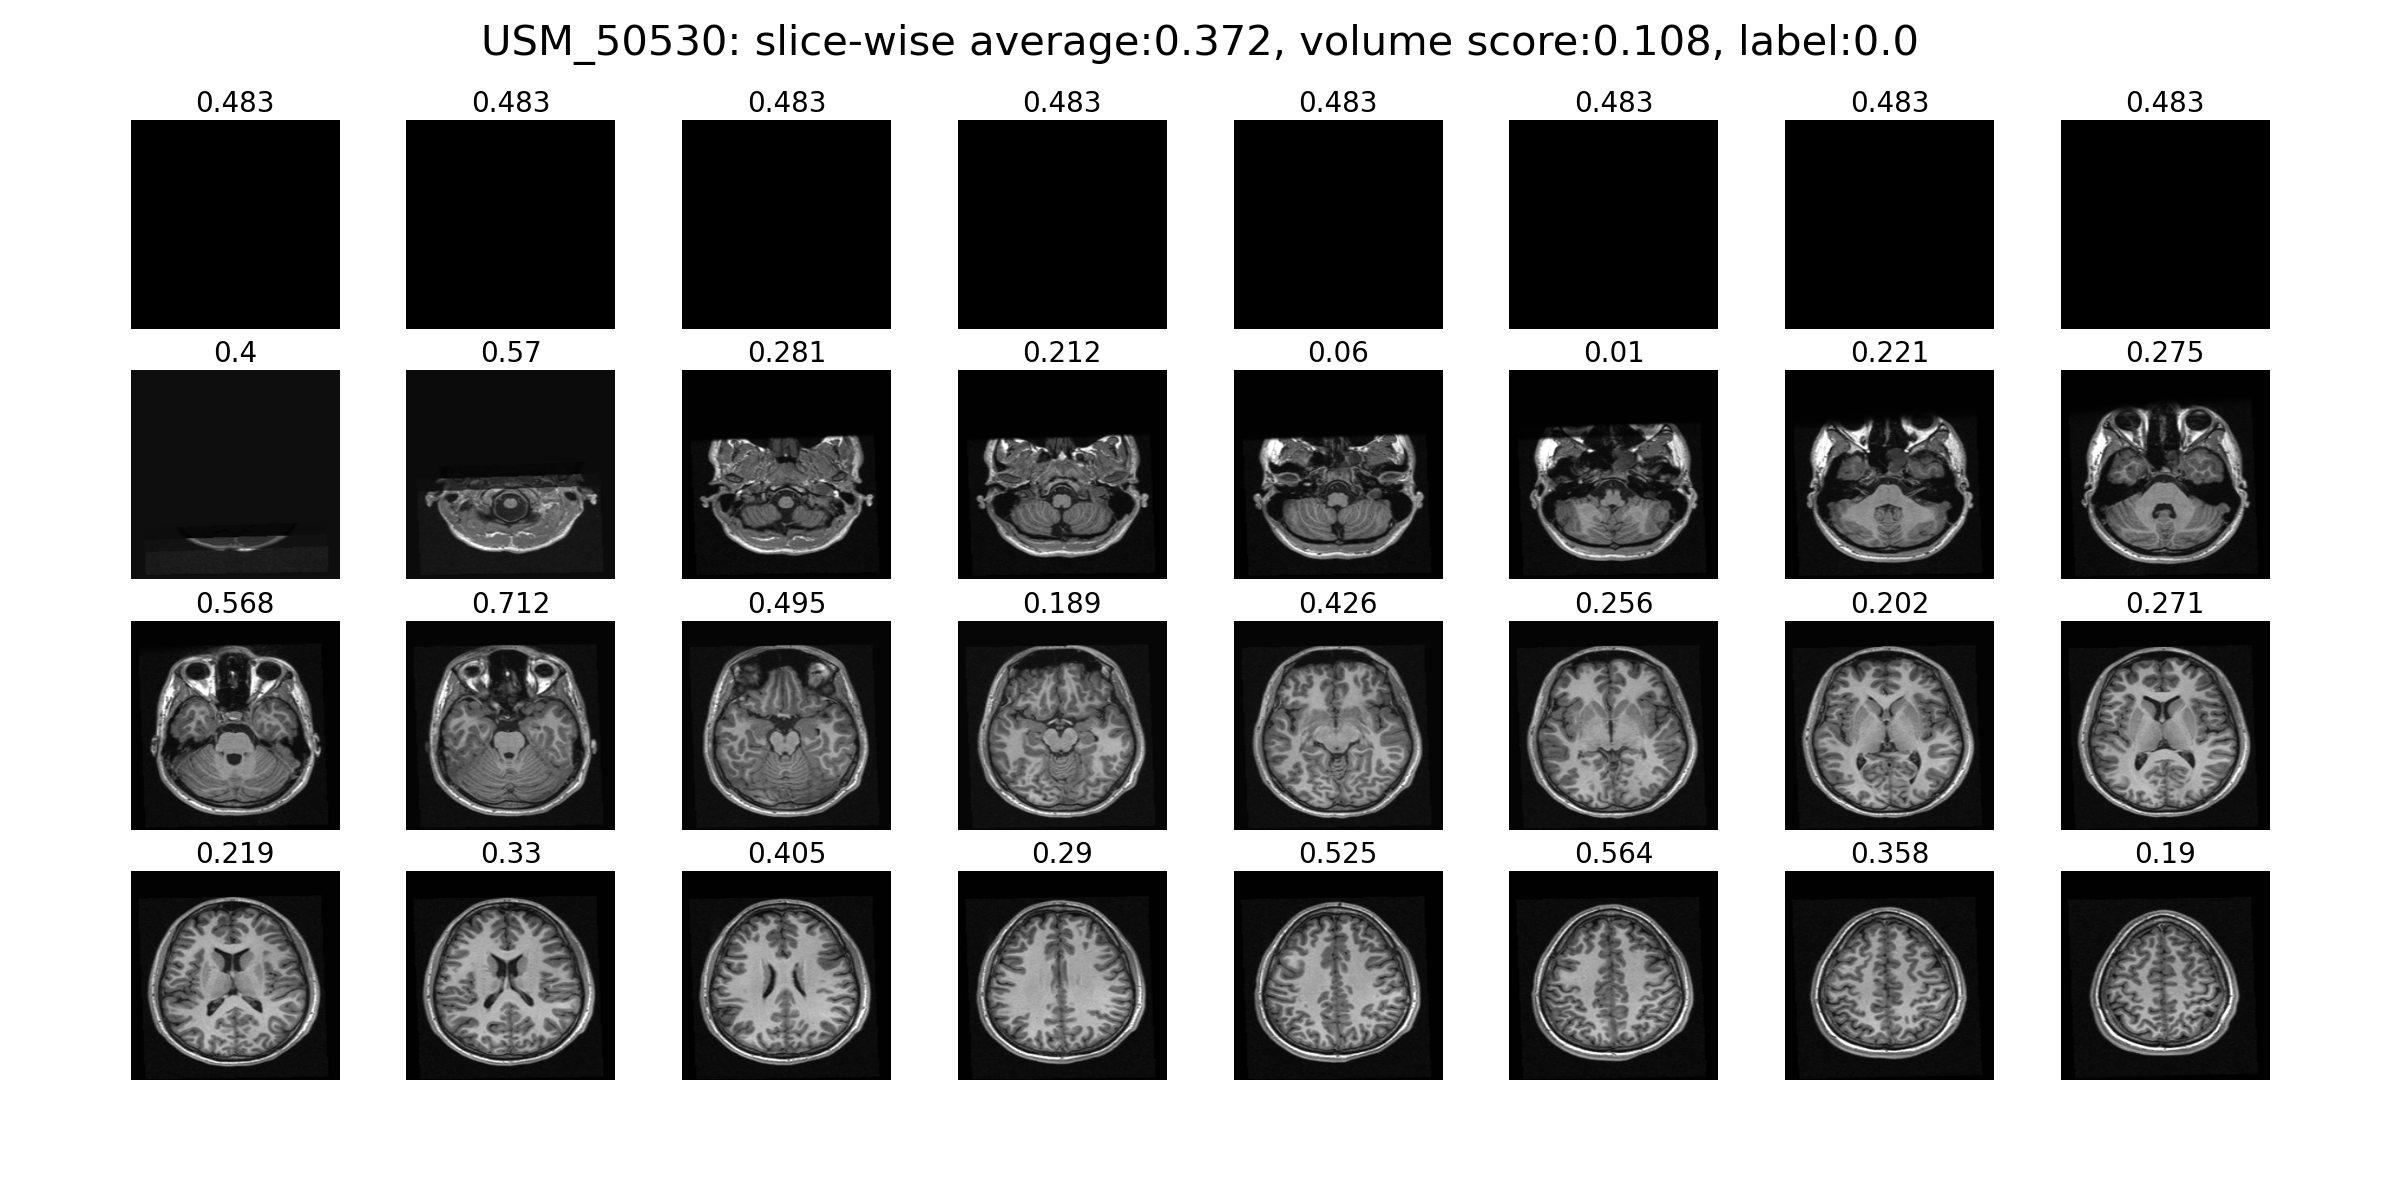 USM_50530: slice-wise average:0.372, volume score:0.108, label:0.0
0.483 0.483 0.483 0.483 0.483 0.483 0.483 0.483
0.4 0.57 0.281 0.212 0.06 0.01 0.221 0.275
0.568 0.712 0.495 0.189 0.426 0.256 0.202 0.271
0.219 0.33 0.405 0.29 0.525 0.564 0.358 0.19